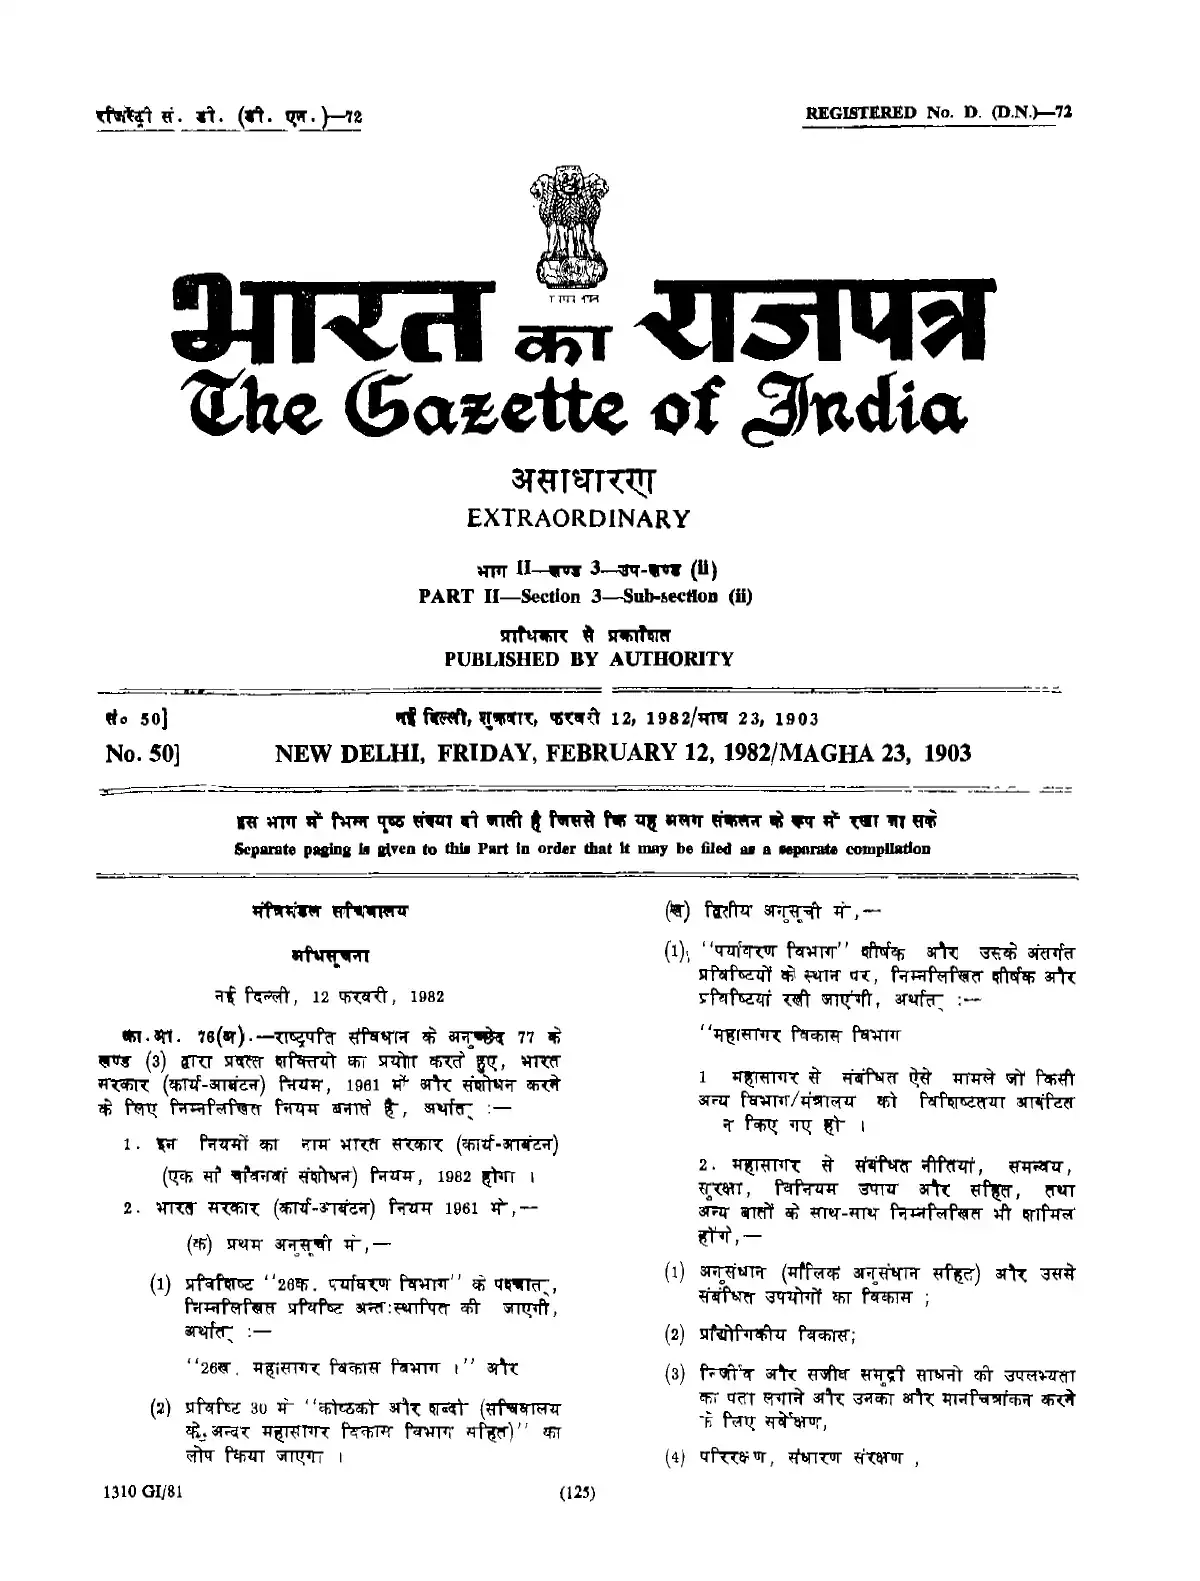 रजिस्ट्री सं. डी. (डी. एन.)—72
REGISTERED No. D. (D.N.)—72
भारत का राजपत्र
The Gazette of India
असाधारण
EXTRAORDINARY
भाग II—खण्ड 3—उप-खण्ड (ii)
PART II—Section 3—Sub-section (ii)
प्राधिकार से प्रकाशित
PUBLISHED BY AUTHORITY
सं० 50]
नई दिल्ली, शुक्रवार, फरवरी 12, 1982/माघ 23, 1903
No. 50]
NEW DELHI, FRIDAY, FEBRUARY 12, 1982/MAGHA 23, 1903
इस भाग में भिन्न पृष्ठ संख्या दी जाती है जिससे कि यह अलग संकलन के रूप में रखा जा सके
Separate paging is given to this Part in order that it may be filed as a separate compilation
मंत्रिमंडल सचिवालय
अधिसूचना
नई दिल्ली, 12 फरवरी, 1982
का.आ. 76(अ).—राष्ट्रपति संविधान के अनुच्छेद 77 के
खण्ड (3) द्वारा प्रदत्त शक्तियों का प्रयोग करते हुए, भारत
सरकार (कार्य-आबंटन) नियम, 1961 में और संशोधन करने
के लिए निम्नलिखित नियम बनाते हैं, अर्थात् :—
1. इन नियमों का नाम भारत सरकार (कार्य-आबंटन)
(एक सौ चौवनवां संशोधन) नियम, 1982 होगा ।
2. भारत सरकार (कार्य-आबंटन) नियम 1961 में,—
(क) प्रथम अनुसूची में,—
(1) प्रविष्टि "26क. पर्यावरण विभाग" के पश्चात्,
निम्नलिखित प्रविष्टि अन्त:स्थापित की जाएगी,
अर्थात् :—
"26ख. महासागर विकास विभाग ।" और
(2) प्रविष्टि 30 में "कोष्ठकों और शब्दों (सचिवालय
के अन्दर महासागर विकास विभाग सहित)" का
लोप किया जाएगा ।
(ख) द्वितीय अनुसूची में,—
(1) "पर्यावरण विभाग" शीर्षक और उसके अंतर्गत
प्रविष्टियों के स्थान पर, निम्नलिखित शीर्षक और
प्रविष्टियां रखी जाएंगी, अर्थात् :—
"महासागर विकास विभाग
1 महासागर से संबंधित ऐसे मामले जो किसी
अन्य विभाग/मंत्रालय को विशिष्टतया आबंटित
न किए गए हों ।
2. महासागर से संबंधित नीतियां, समन्वय,
सुरक्षा, विनियम उपाय और सहित, तथा
अन्य बातों के साथ-साथ निम्नलिखित भी शामिल
होंगे,—
(1) अनुसंधान (मौलिक अनुसंधान सहित) और उससे
संबंधित उपयोगों का विकास ;
(2) प्रौद्योगिकीय विकास;
(3) निर्जीव और सजीव समुद्री साधनों की उपलभ्यता
का पता लगाने और उनका और मानचित्रांकन करने
के लिए सर्वेक्षण,
(4) परिरक्षण, संधारण संरक्षण ,
1310 GI/81
(125)